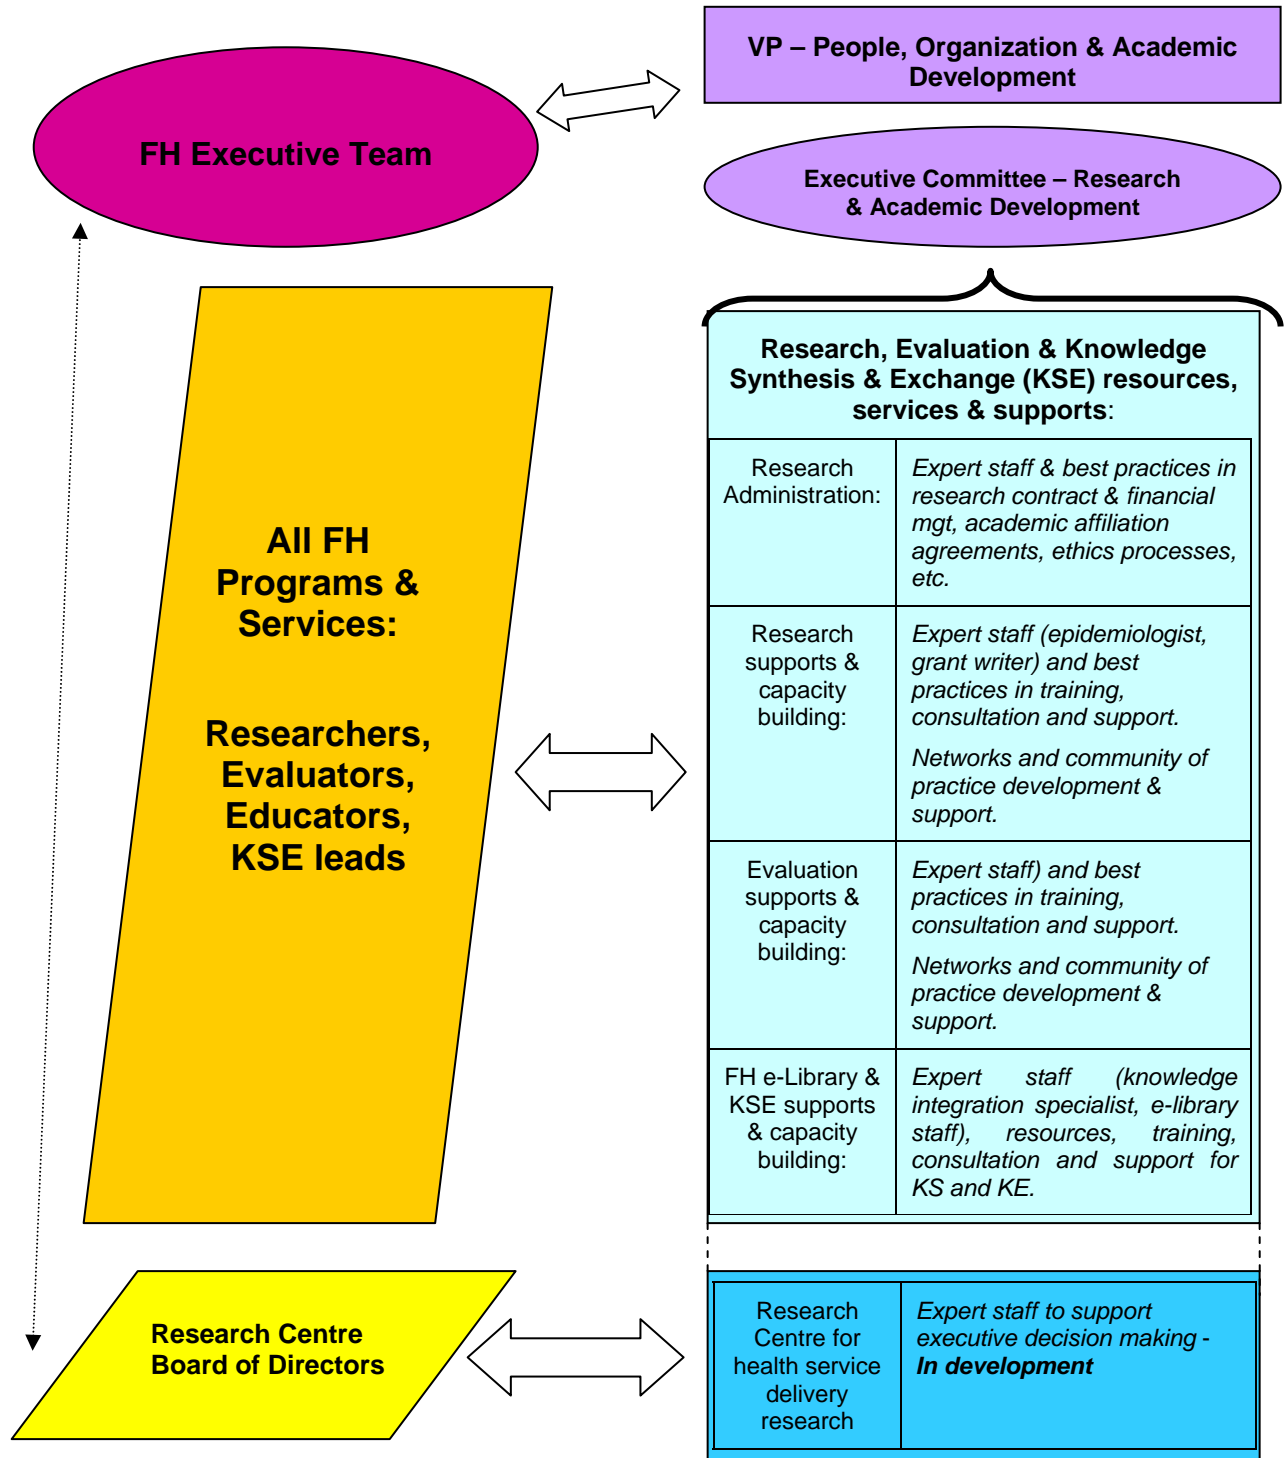 VP – People, Organization & Academic
Development
FH Executive Team
Executive Committee – Research
& Academic Development
All FH
Programs &
Services:
Researchers,
Evaluators,
Educators,
KSE leads
Research, Evaluation & Knowledge
Synthesis & Exchange (KSE) resources,
services & supports:
Research
Administration:
Expert staff & best practices in
research contract & financial
mgt, academic affiliation
agreements, ethics processes,
etc.
Research
supports &
capacity
building:
Expert staff (epidemiologist,
grant writer) and best
practices in training,
consultation and support.
Networks and community of
practice development &
support.
Evaluation
supports &
capacity
building:
Expert staff) and best
practices in training,
consultation and support.
Networks and community of
practice development &
support.
FH e-Library &
KSE supports
& capacity
building:
Expert staff (knowledge
integration specialist, e-library
staff), resources, training,
consultation and support for
KS and KE.
Research Centre
Board of Directors
Research
Centre for
health service
delivery
research
Expert staff to support
executive decision making -
In development